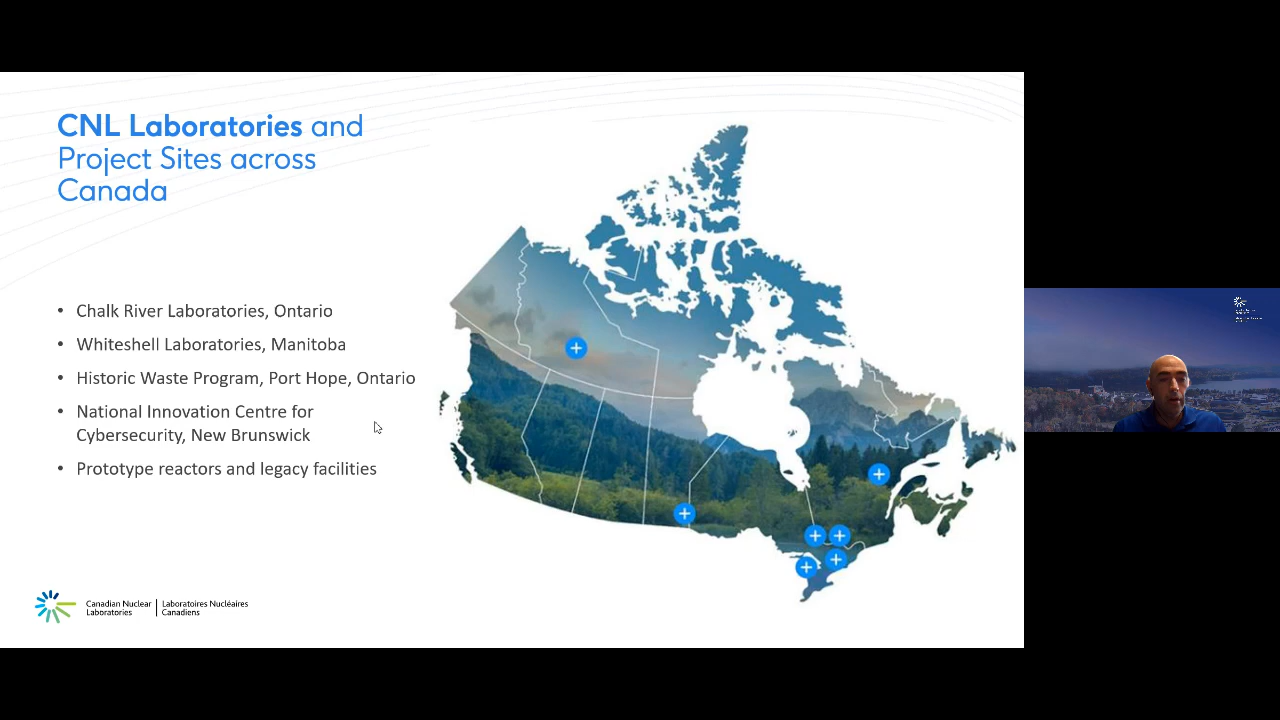 CNL Laboratories and
Project Sites across
Canada
• Chalk River Laboratories, Ontario
• Whiteshell Laboratories, Manitoba
• Historic Waste Program, Port Hope, Ontario
• National Innovation Centre for
Cybersecurity, New Brunswick
• Prototype reactors and legacy facilities
Canadian Nuclear
Laboratories
Laboratoires Nucléaires
Canadiens